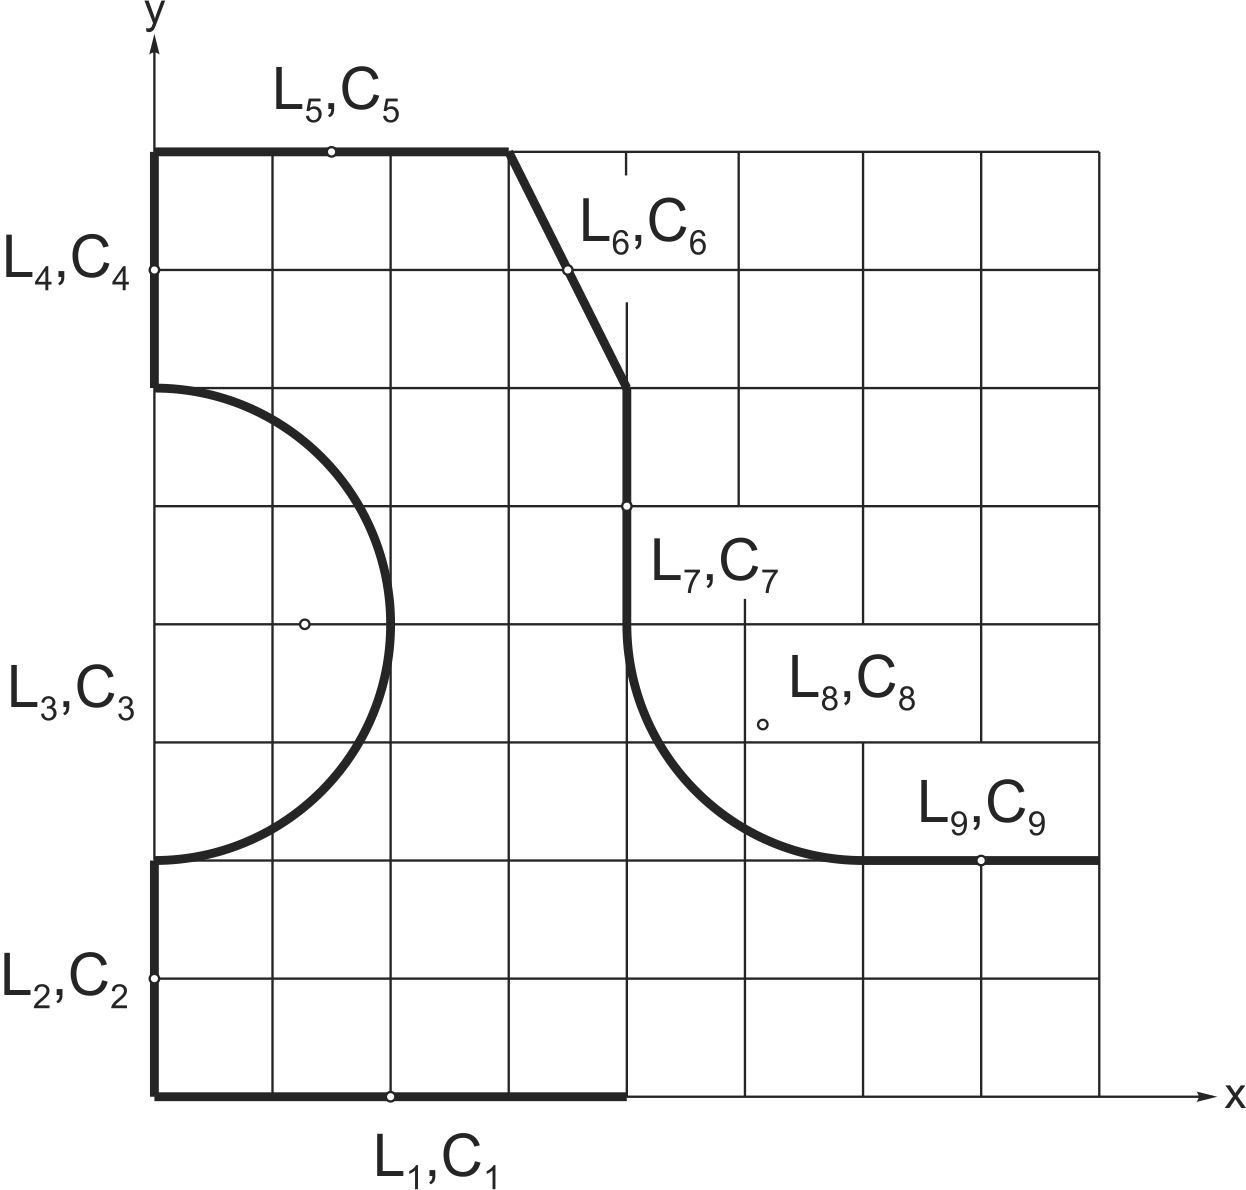 y
L₅,C₅
L₆,C₆
L₄,C₄
L₇,C₇
L₈,C₈
L₃,C₃
L₉,C₉
L₂,C₂
x
L₁,C₁